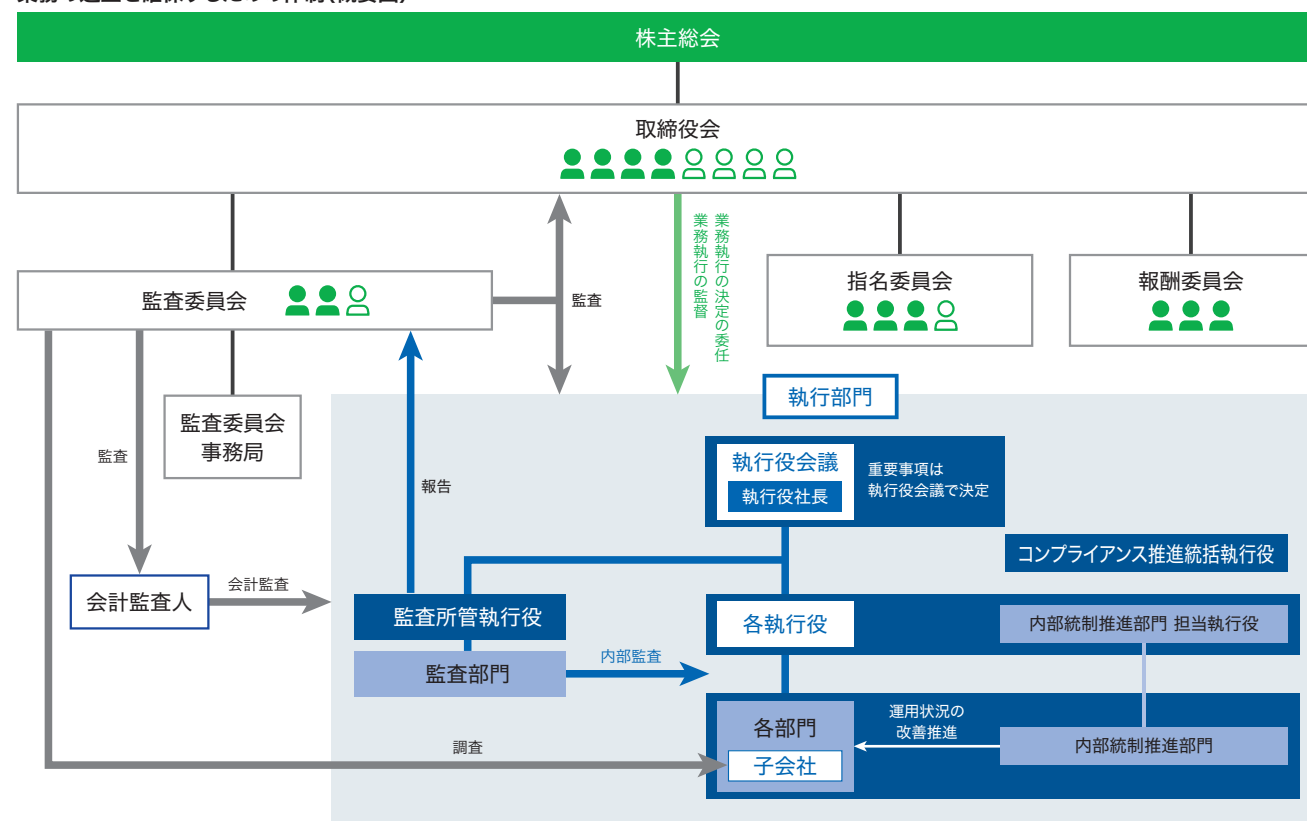 株主総会
取締役会
業務執行の決定の委任
業務執行の監督
監査
監査委員会
指名委員会
報酬委員会
執行部門
監査委員会
事務局
監査
報告
執行役会議
執行役社長
重要事項は
執行役会議で決定
コンプライアンス推進統括執行役
会計監査人
会計監査
監査所管執行役
各執行役
内部統制推進部門 担当執行役
監査部門
内部監査
各部門
子会社
運用状況の
改善推進
内部統制推進部門
調査